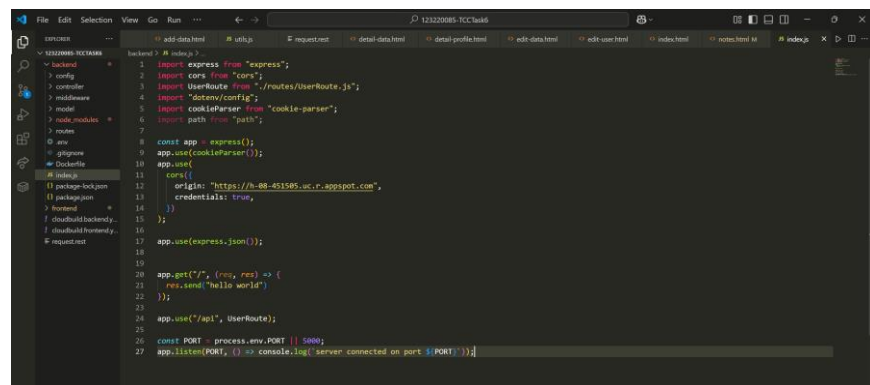 File Edit Selection View Go Run ... 123220085-TCCTask6
EXPLORER ... add-data.html utils.js request.rest detail-data.html detail-profile.html edit-data.html edit-user.html index.html notes.html M index.js
123220085-TCCTASK6
backend > index.js > ...
backend
config
controller
middleware
model
node_modules
routes
.env
.gitignore
Dockerfile
index.js
package-lock.json
package.json
frontend
cloudbuild.backend.y...
cloudbuild.frontend.y...
request.rest
1 import express from "express";
2 import cors from "cors";
3 import UserRoute from "./routes/UserRoute.js";
4 import "dotenv/config";
5 import cookieParser from "cookie-parser";
6 import path from "path";
7
8 const app = express();
9 app.use(cookieParser());
10 app.use(
11 cors({
12 origin: "https://h-08-451505.uc.r.appspot.com",
13 credentials: true,
14 })
15 );
16
17 app.use(express.json());
18
19
20 app.get("/", (req, res) => {
21 res.send("hello world")
22 });
23
24 app.use("/api", UserRoute);
25
26 const PORT = process.env.PORT || 5000;
27 app.listen(PORT, () => console.log(`server connected on port ${PORT}`));